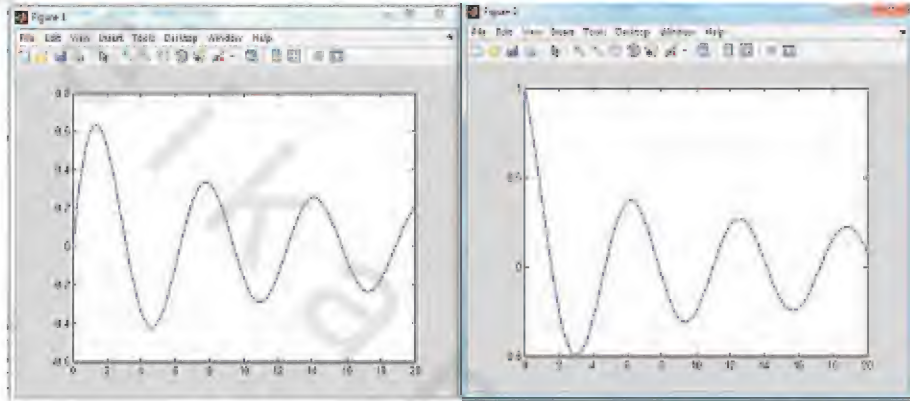 Figure 1
File Edit View Insert Tools Desktop Window Help
0.8
0.6
0.4
0.2
0
-0.2
-0.4
-0.6
0 2 4 6 8 10 12 14 16 18 20
Figure 2
File Edit View Insert Tools Desktop Window Help
1
0.5
0
0 2 4 6 8 10 12 14 16 18 20